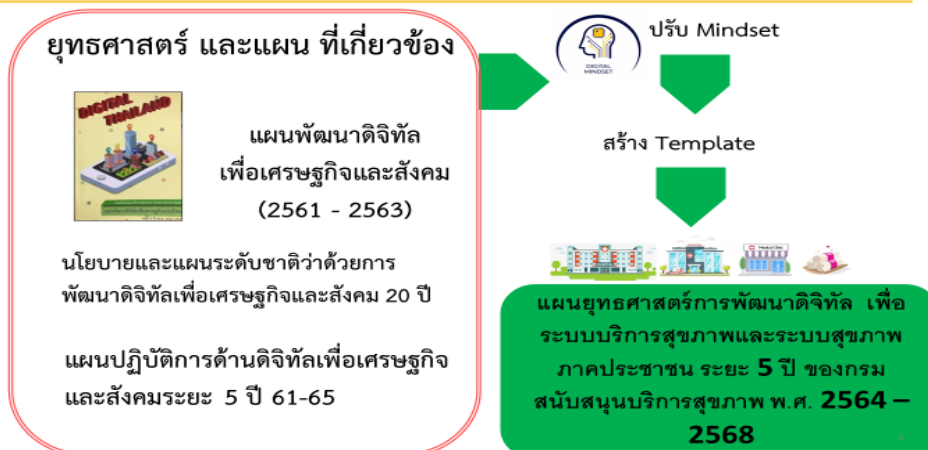 ยุทธศาสตร์ และแผน ที่เกี่ยวข้อง
DIGITAL
THAILAND
แผนพัฒนาดิจิทัล
เพื่อเศรษฐกิจและสังคม
(2561 - 2563)
นโยบายและแผนระดับชาติว่าด้วยการ
พัฒนาดิจิทัลเพื่อเศรษฐกิจและสังคม 20 ปี
แผนปฏิบัติการด้านดิจิทัลเพื่อเศรษฐกิจ
และสังคมระยะ 5 ปี 61-65
DIGITAL
MINDSET
ปรับ Mindset
สร้าง Template
Medical Clinic
แผนยุทธศาสตร์การพัฒนาดิจิทัล เพื่อ
ระบบบริการสุขภาพและระบบสุขภาพ
ภาคประชาชน ระยะ 5 ปี ของกรม
สนับสนุนบริการสุขภาพ พ.ศ. 2564 –
2568